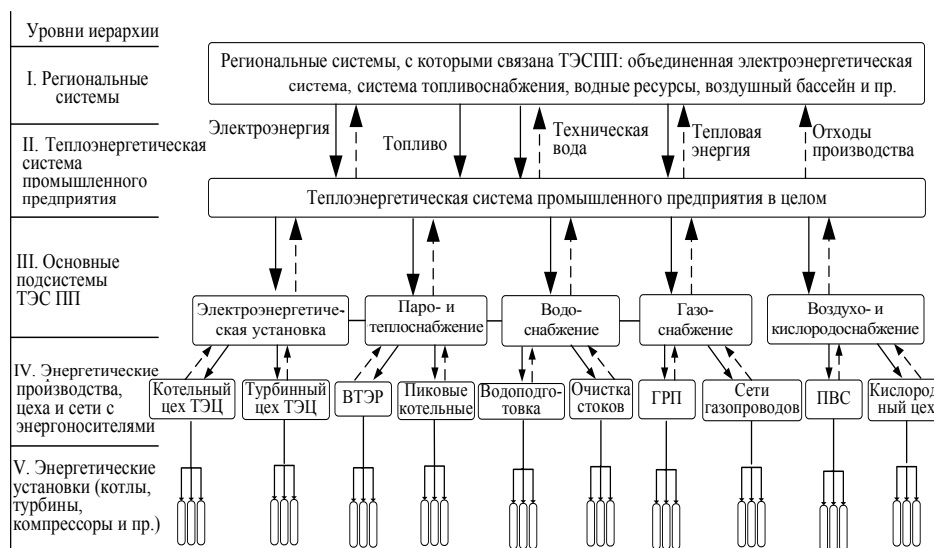 Уровни иерархии
I. Региональные
системы
Региональные системы, с которыми связана ТЭСПП: объединенная электроэнергетическая
система, система топливоснабжения, водные ресурсы, воздушный бассейн и пр.
Электроэнергия
Топливо
Техническая
вода
Тепловая
энергия
Отходы
производства
II. Теплоэнергетическая
система
промышленного
предприятия
Теплоэнергетическая система промышленного предприятия в целом
III. Основные
подсистемы
ТЭС ПП
Электроэнергетиче-
ская установка
Паро- и
теплоснабжение
Водо-
снабжение
Газо-
снабжение
Воздухо- и
кислородоснабжение
IV. Энергетические
производства,
цеха и сети с
энергоносителями
Котельный
цех ТЭЦ
Турбинный
цех ТЭЦ
ВТЭР
Пиковые
котельные
Водоподго-
товка
Очистка
стоков
ГРП
Сети
газопроводов
ПВС
Кислород
ный цех
V. Энергетические
установки (котлы,
турбины,
компрессоры и пр.)